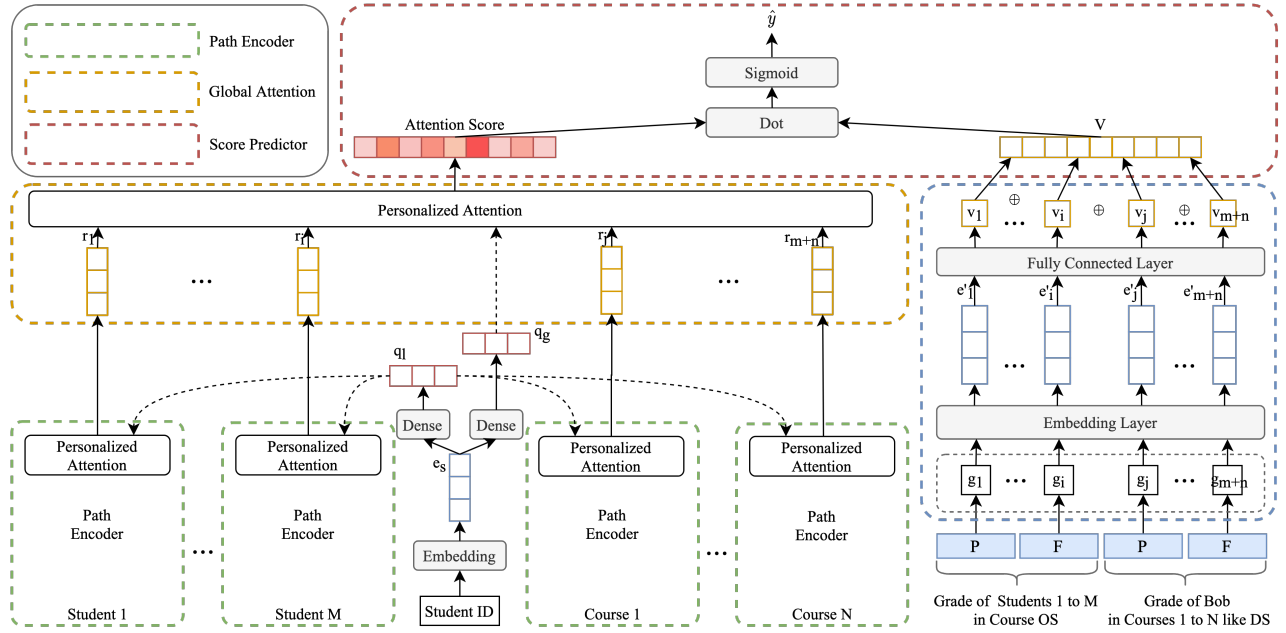 Path Encoder
Global Attention
Score Predictor
ŷ
Sigmoid
Dot
Attention Score
V
Personalized Attention
r1
ri
rj
rm+n
...
...
v1
⊕
...
vi
⊕
vj
⊕
...
vm+n
Fully Connected Layer
e'1
e'i
e'j
e'm+n
...
...
Embedding Layer
g1
...
gi
gj
...
gm+n
P
F
P
F
Grade of Students 1 to M
in Course OS
Grade of Bob
in Courses 1 to N like DS
qg
ql
Dense
Dense
es
Embedding
Student ID
Personalized
Attention
Path
Encoder
Student 1
...
Personalized
Attention
Path
Encoder
Student M
Personalized
Attention
Path
Encoder
Course 1
...
Personalized
Attention
Path
Encoder
Course N